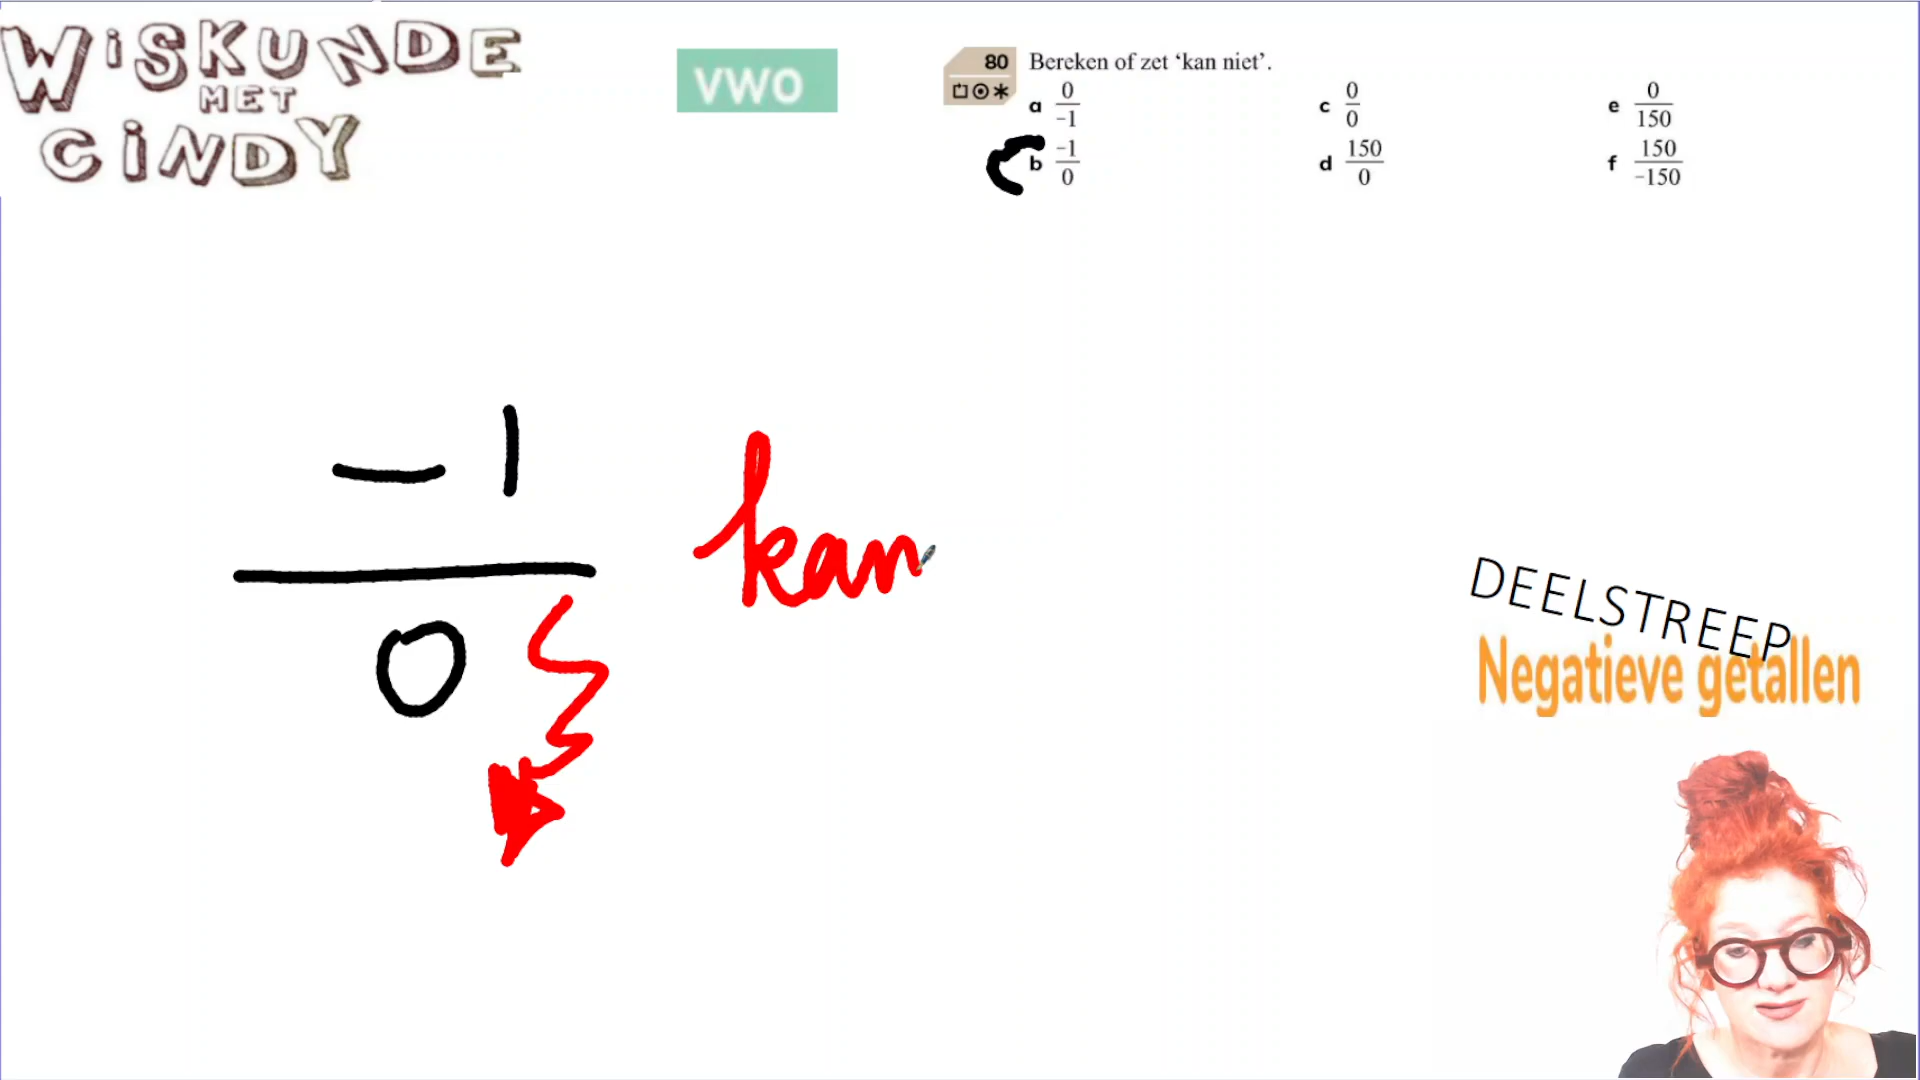 WiSKUNDE
MET
CiNDY
VWO
80 Bereken of zet ‘kan niet’.
a 0/-1
b -1/0
c 0/0
d 150/0
e 0/150
f 150/-150
-1
0
kan
DEELSTREEP
Negatieve getallen